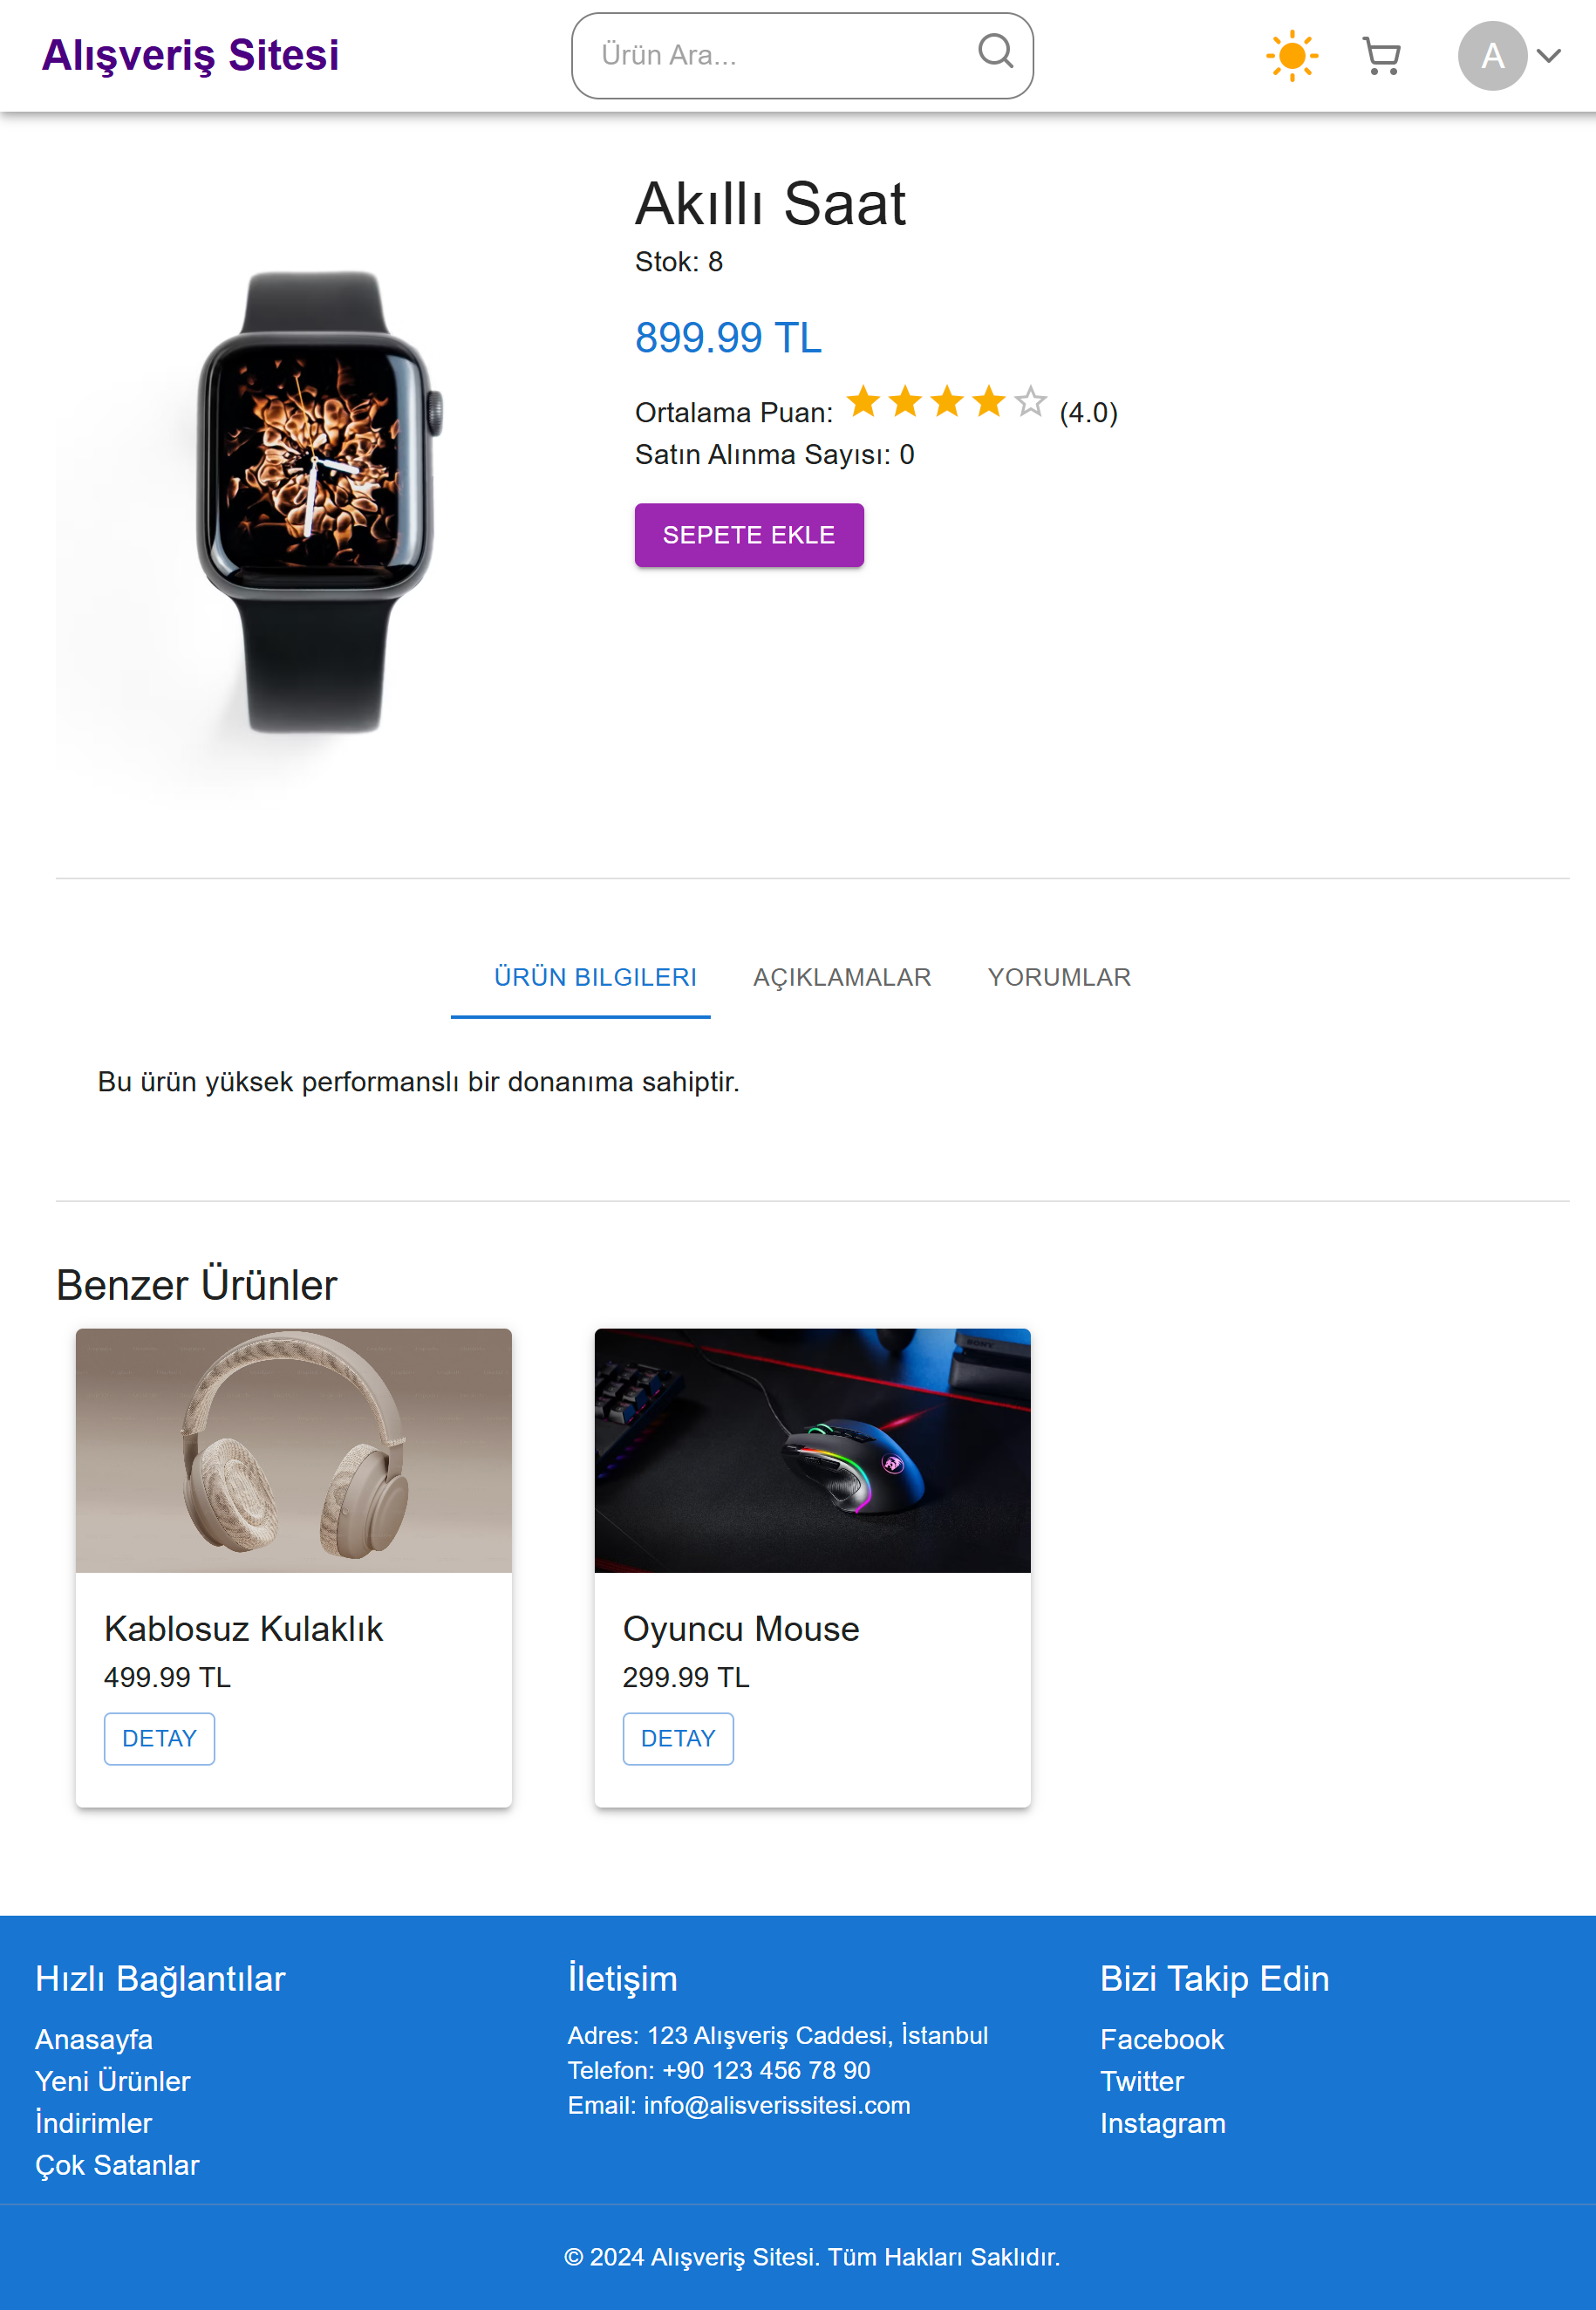 Alışveriş Sitesi
Ürün Ara...
A
Akıllı Saat
Stok: 8
899.99 TL
Ortalama Puan: (4.0)
Satın Alınma Sayısı: 0
SEPETE EKLE
ÜRÜN BILGILERI AÇIKLAMALAR YORUMLAR
Bu ürün yüksek performanslı bir donanıma sahiptir.
Benzer Ürünler
SONY
Kablosuz Kulaklık
499.99 TL
DETAY
Oyuncu Mouse
299.99 TL
DETAY
Hızlı Bağlantılar
Anasayfa
Yeni Ürünler
İndirimler
Çok Satanlar
İletişim
Adres: 123 Alışveriş Caddesi, İstanbul
Telefon: +90 123 456 78 90
Email: info@alisverissitesi.com
Bizi Takip Edin
Facebook
Twitter
Instagram
© 2024 Alışveriş Sitesi. Tüm Hakları Saklıdır.